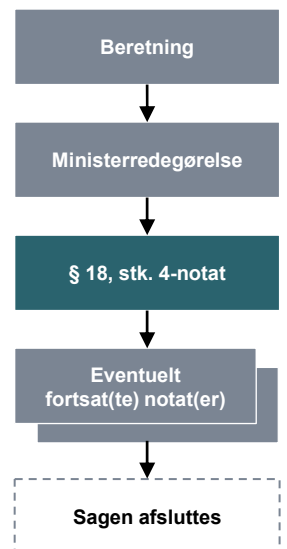 Beretning
Ministerredegørelse
§ 18, stk. 4-notat
Eventuelt
fortsat(te) notat(er)
Sagen afsluttes